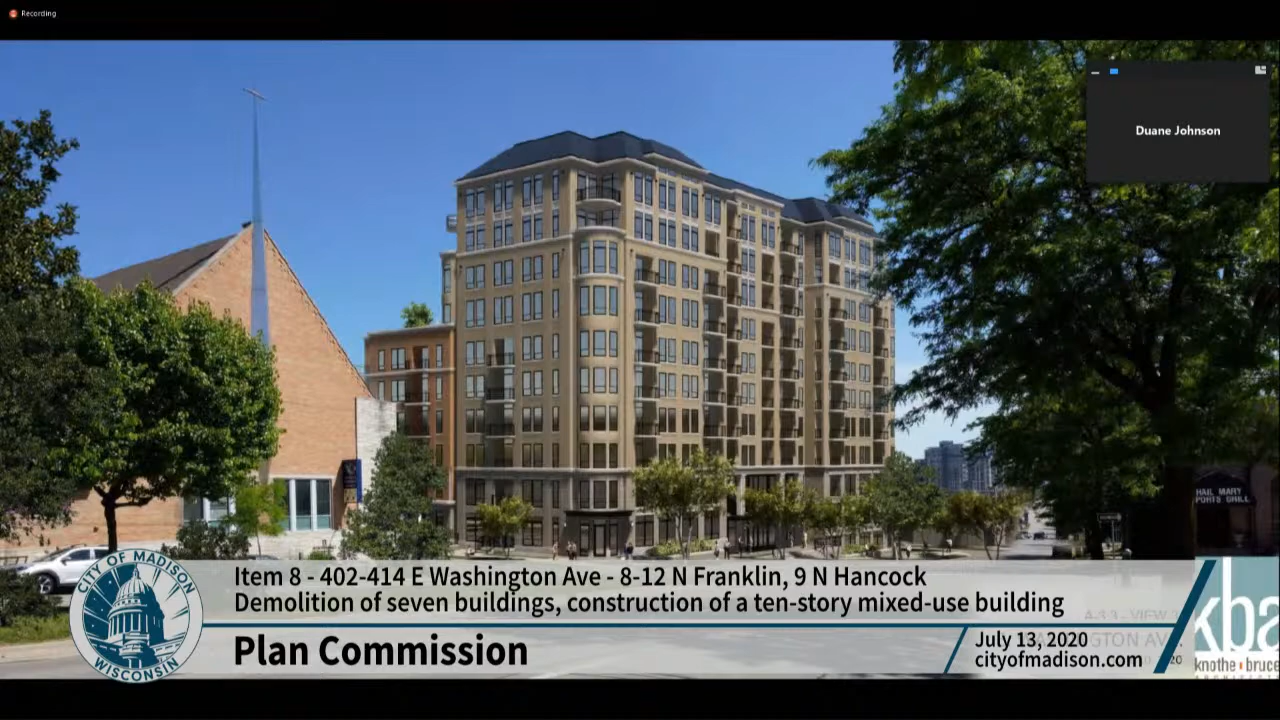 Recording
Duane Johnson
HAIL MARY
SPORTS GRILL
Item 8 - 402-414 E Washington Ave - 8-12 N Franklin, 9 N Hancock
Demolition of seven buildings, construction of a ten-story mixed-use building
Plan Commission
July 13, 2020
cityofmadison.com
CITY OF MADISON
WISCONSIN
kba
knothe • bruce